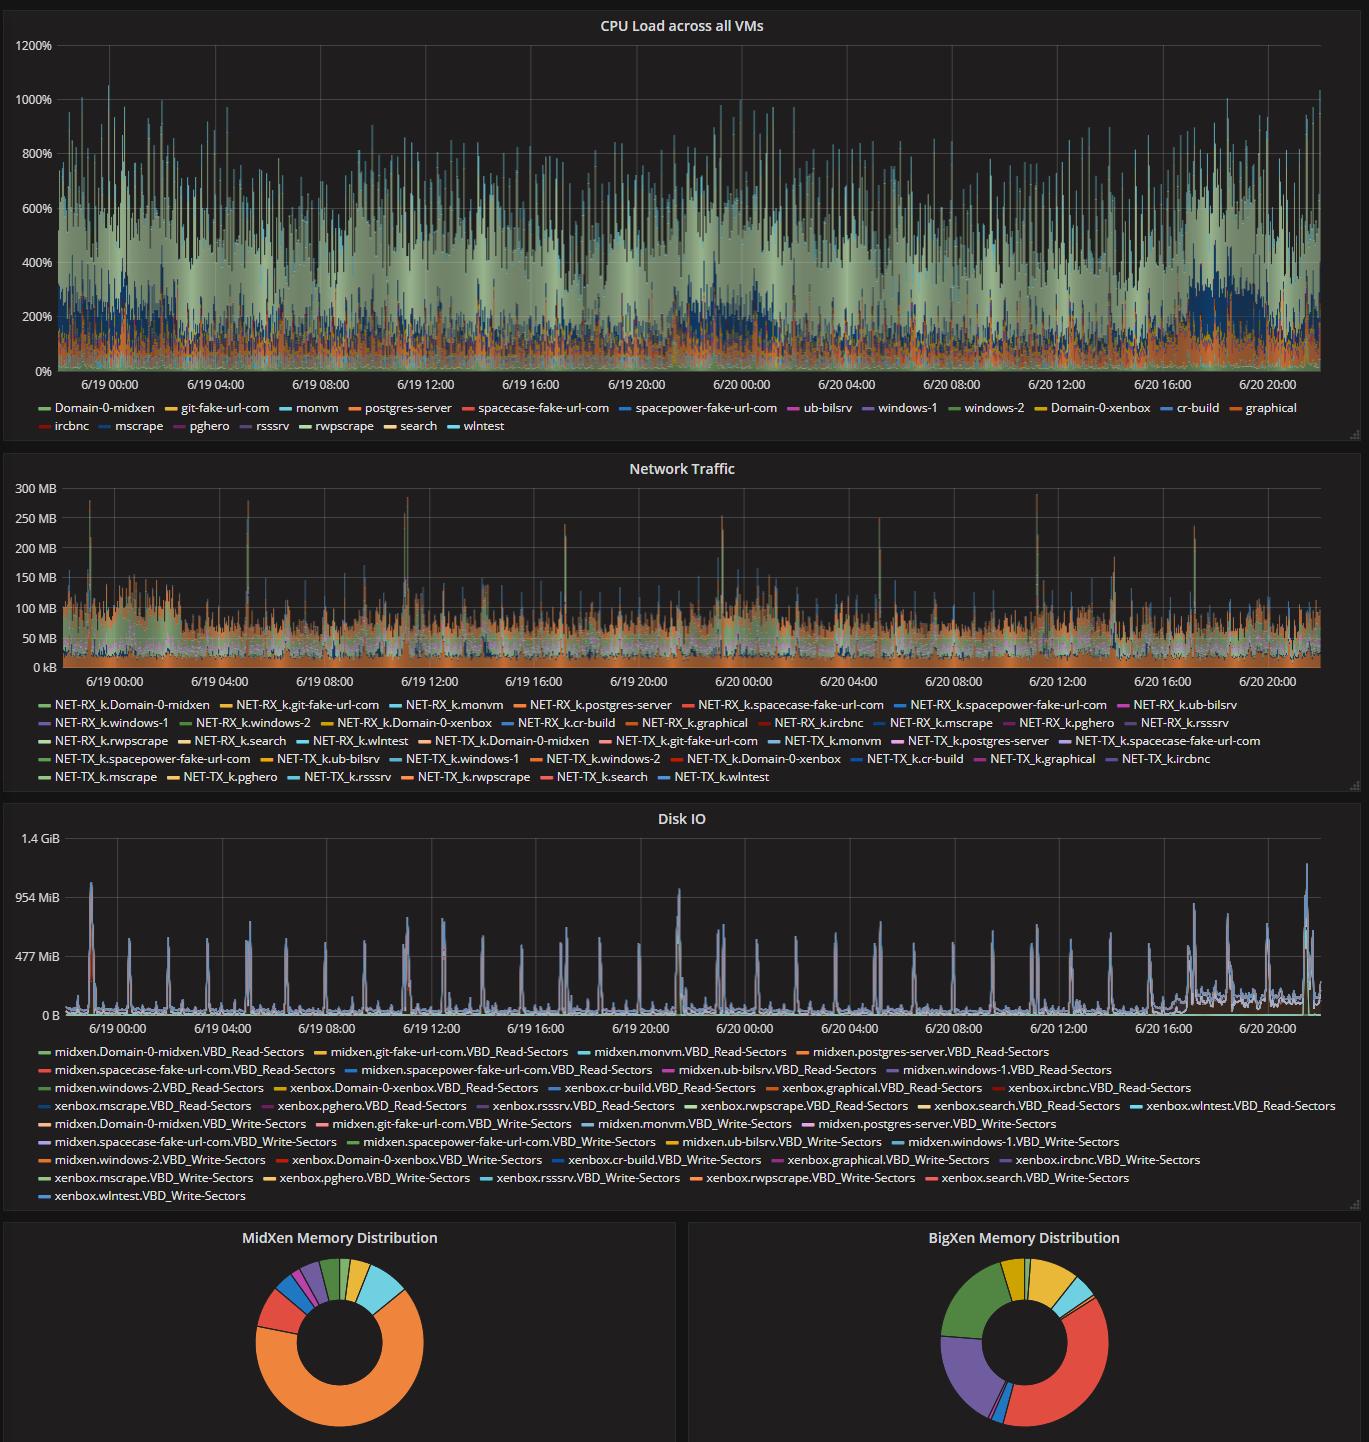 CPU Load across all VMs
1200%
1000%
800%
600%
400%
200%
0%
6/19 00:00 6/19 04:00 6/19 08:00 6/19 12:00 6/19 16:00 6/19 20:00 6/20 00:00 6/20 04:00 6/20 08:00 6/20 12:00 6/20 16:00 6/20 20:00
Domain-0-midxen git-fake-url-com monvm postgres-server spacecase-fake-url-com spacepower-fake-url-com ub-bilsrv windows-1 windows-2 Domain-0-xenbox cr-build graphical
ircbnc mscrape pghero rsssrv rwpscrape search wlntest
Network Traffic
300 MB
250 MB
200 MB
150 MB
100 MB
50 MB
0 kB
6/19 00:00 6/19 04:00 6/19 08:00 6/19 12:00 6/19 16:00 6/19 20:00 6/20 00:00 6/20 04:00 6/20 08:00 6/20 12:00 6/20 16:00 6/20 20:00
NET-RX_k.Domain-0-midxen NET-RX_k.git-fake-url-com NET-RX_k.monvm NET-RX_k.postgres-server NET-RX_k.spacecase-fake-url-com NET-RX_k.spacepower-fake-url-com NET-RX_k.ub-bilsrv
NET-RX_k.windows-1 NET-RX_k.windows-2 NET-RX_k.Domain-0-xenbox NET-RX_k.cr-build NET-RX_k.graphical NET-RX_k.ircbnc NET-RX_k.mscrape NET-RX_k.pghero NET-RX_k.rsssrv
NET-RX_k.rwpscrape NET-RX_k.search NET-RX_k.wlntest NET-TX_k.Domain-0-midxen NET-TX_k.git-fake-url-com NET-TX_k.monvm NET-TX_k.postgres-server NET-TX_k.spacecase-fake-url-com
NET-TX_k.spacepower-fake-url-com NET-TX_k.ub-bilsrv NET-TX_k.windows-1 NET-TX_k.windows-2 NET-TX_k.Domain-0-xenbox NET-TX_k.cr-build NET-TX_k.graphical NET-TX_k.ircbnc
NET-TX_k.mscrape NET-TX_k.pghero NET-TX_k.rsssrv NET-TX_k.rwpscrape NET-TX_k.search NET-TX_k.wlntest
Disk IO
1.4 GiB
954 MiB
477 MiB
0 B
6/19 00:00 6/19 04:00 6/19 08:00 6/19 12:00 6/19 16:00 6/19 20:00 6/20 00:00 6/20 04:00 6/20 08:00 6/20 12:00 6/20 16:00 6/20 20:00
midxen.Domain-0-midxen.VBD_Read-Sectors midxen.git-fake-url-com.VBD_Read-Sectors midxen.monvm.VBD_Read-Sectors midxen.postgres-server.VBD_Read-Sectors
midxen.spacecase-fake-url-com.VBD_Read-Sectors midxen.spacepower-fake-url-com.VBD_Read-Sectors midxen.ub-bilsrv.VBD_Read-Sectors midxen.windows-1.VBD_Read-Sectors
midxen.windows-2.VBD_Read-Sectors xenbox.Domain-0-xenbox.VBD_Read-Sectors xenbox.cr-build.VBD_Read-Sectors xenbox.graphical.VBD_Read-Sectors xenbox.ircbnc.VBD_Read-Sectors
xenbox.mscrape.VBD_Read-Sectors xenbox.pghero.VBD_Read-Sectors xenbox.rsssrv.VBD_Read-Sectors xenbox.rwpscrape.VBD_Read-Sectors xenbox.search.VBD_Read-Sectors xenbox.wlntest.VBD_Read-Sectors
midxen.Domain-0-midxen.VBD_Write-Sectors midxen.git-fake-url-com.VBD_Write-Sectors midxen.monvm.VBD_Write-Sectors midxen.postgres-server.VBD_Write-Sectors
midxen.spacecase-fake-url-com.VBD_Write-Sectors midxen.spacepower-fake-url-com.VBD_Write-Sectors midxen.ub-bilsrv.VBD_Write-Sectors midxen.windows-1.VBD_Write-Sectors
midxen.windows-2.VBD_Write-Sectors xenbox.Domain-0-xenbox.VBD_Write-Sectors xenbox.cr-build.VBD_Write-Sectors xenbox.graphical.VBD_Write-Sectors xenbox.ircbnc.VBD_Write-Sectors
xenbox.mscrape.VBD_Write-Sectors xenbox.pghero.VBD_Write-Sectors xenbox.rsssrv.VBD_Write-Sectors xenbox.rwpscrape.VBD_Write-Sectors xenbox.search.VBD_Write-Sectors
xenbox.wlntest.VBD_Write-Sectors
MidXen Memory Distribution
BigXen Memory Distribution